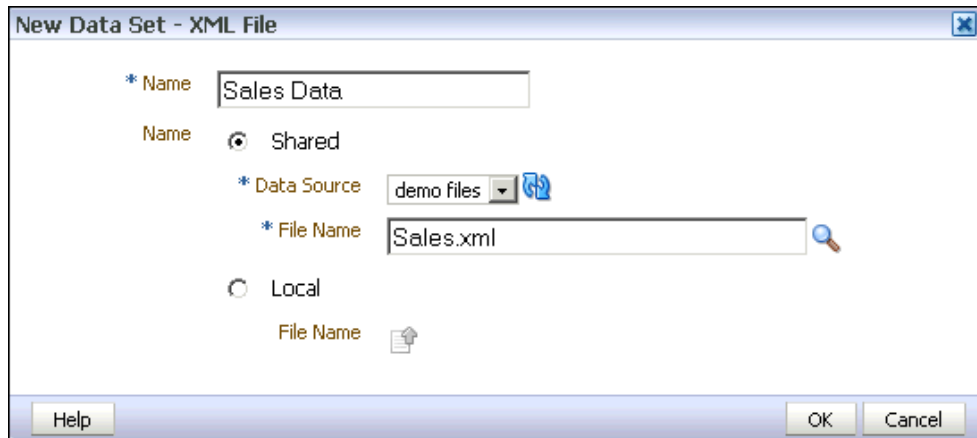 New Data Set - XML File
* Name Sales Data
Name Shared
* Data Source demo files
* File Name Sales.xml
Local
File Name
Help OK Cancel